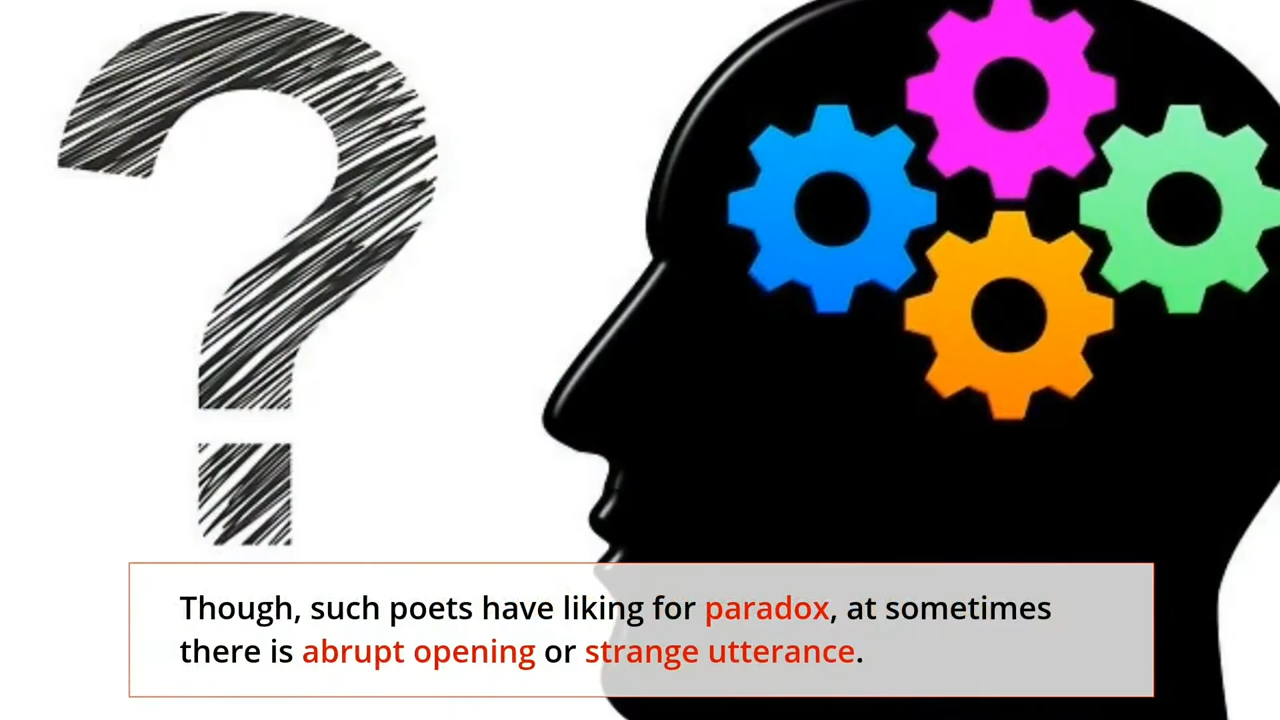 Though, such poets have liking for paradox, at sometimes
there is abrupt opening or strange utterance.